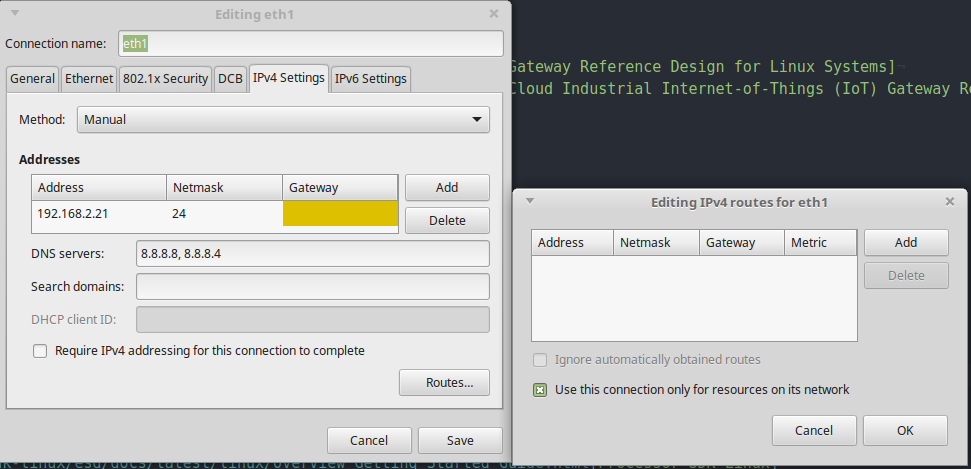 Editing eth1
Connection name: eth1
General Ethernet 802.1x Security DCB IPv4 Settings IPv6 Settings
Method: Manual
Addresses
Address Netmask Gateway
192.168.2.21 24
Add
Delete
DNS servers: 8.8.8.8, 8.8.8.4
Search domains:
DHCP client ID:
Require IPv4 addressing for this connection to complete
Routes...
Cancel Save
Gateway Reference Design for Linux Systems]¬
Cloud Industrial Internet-of-Things (IoT) Gateway Re
Editing IPv4 routes for eth1
Address Netmask Gateway Metric
Add
Delete
Ignore automatically obtained routes
Use this connection only for resources on its network
Cancel OK